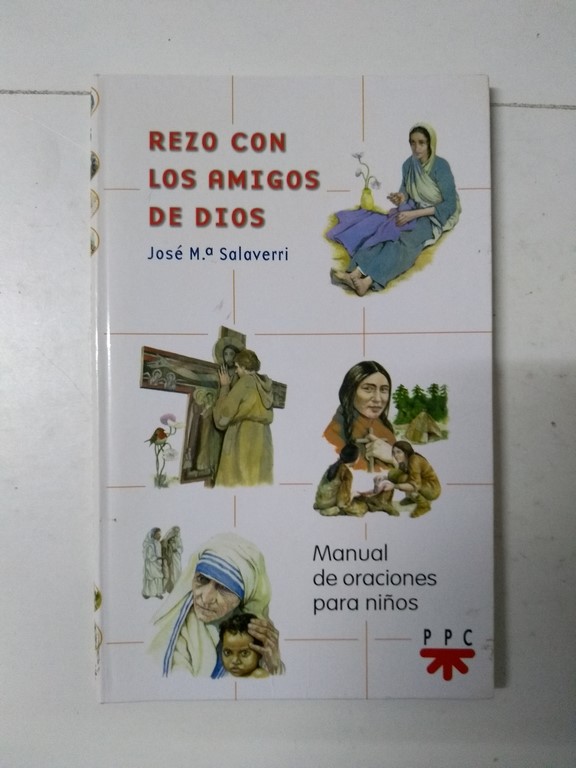 REZO CON
LOS AMIGOS
DE DIOS
José M.ª Salaverri
Manual
de oraciones
para niños
PPC